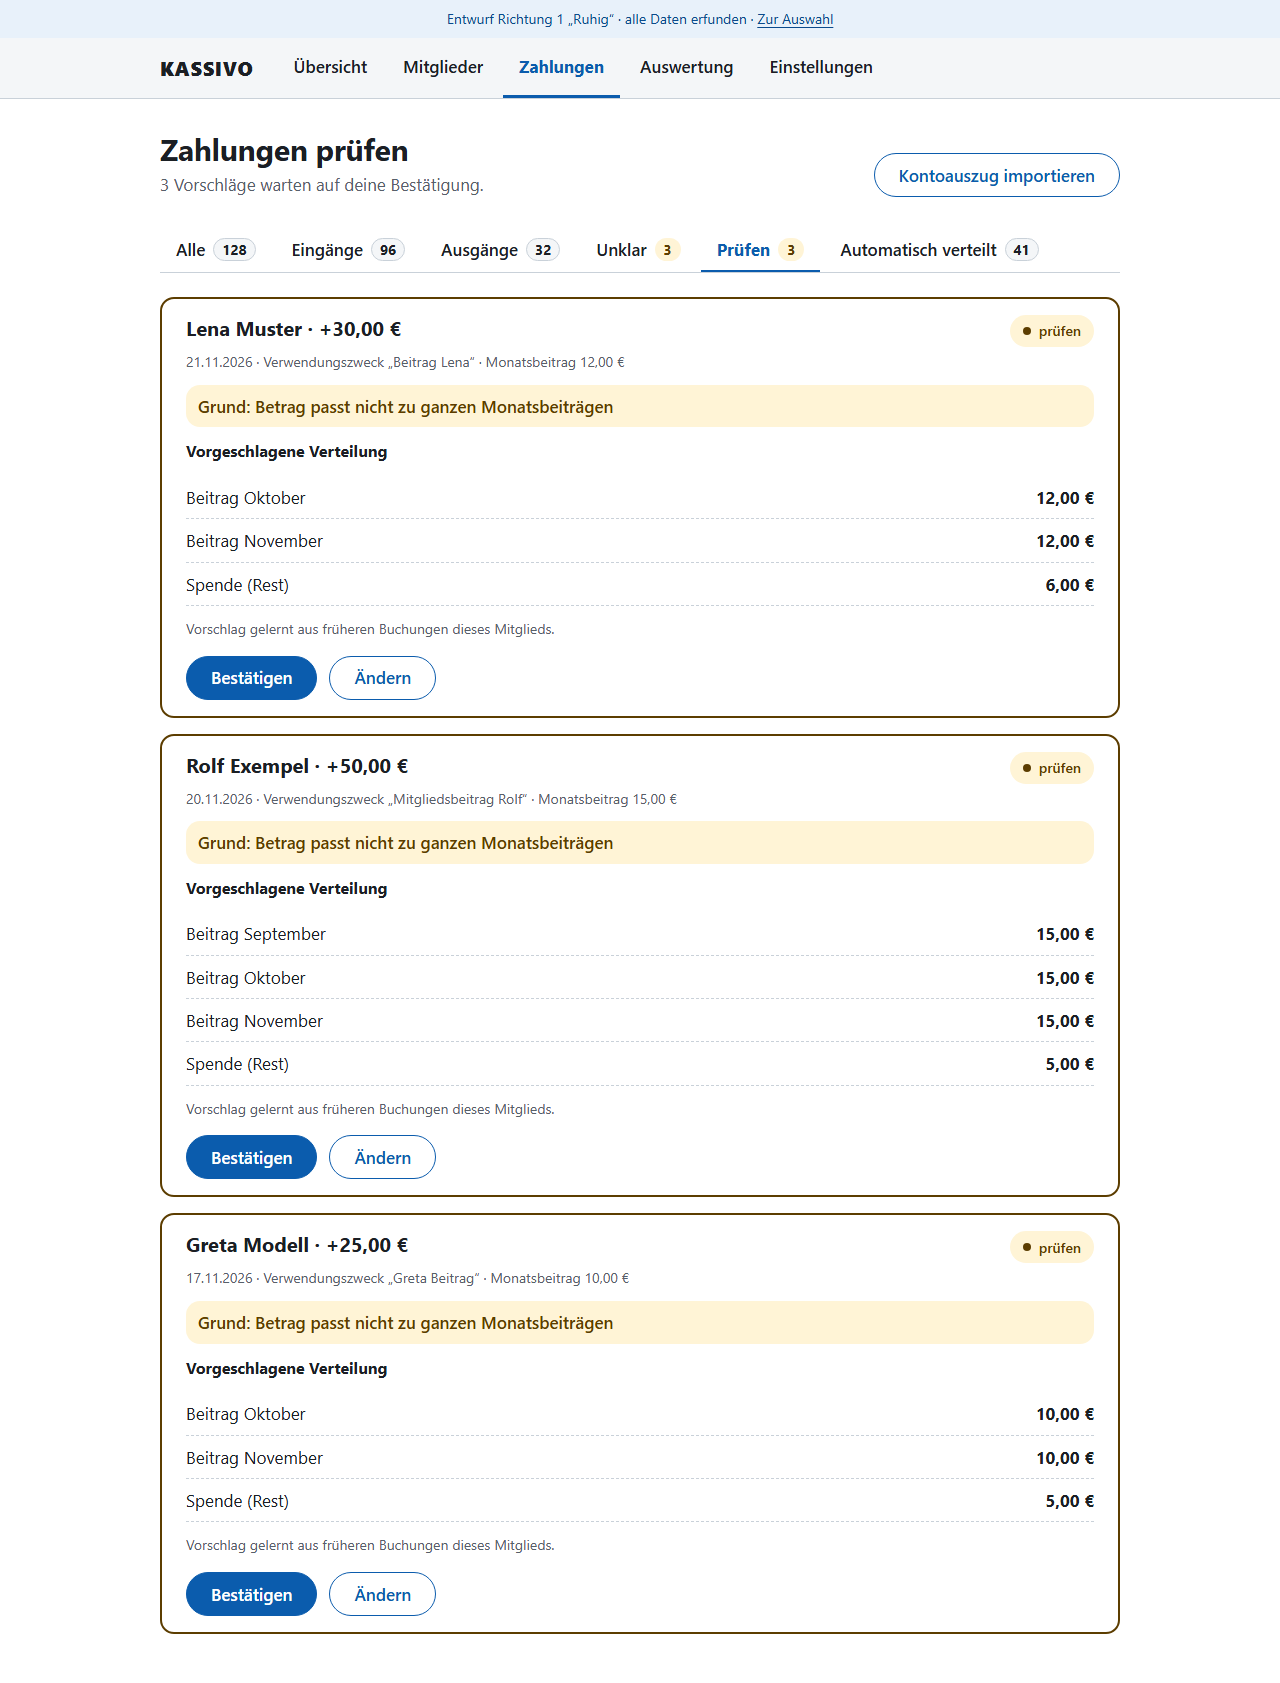 Entwurf Richtung 1 „Ruhig“ · alle Daten erfunden · Zur Auswahl
KASSIVO Übersicht Mitglieder Zahlungen Auswertung Einstellungen
Zahlungen prüfen
3 Vorschläge warten auf deine Bestätigung.
Kontoauszug importieren
Alle 128 Eingänge 96 Ausgänge 32 Unklar 3 Prüfen 3 Automatisch verteilt 41
Lena Muster · +30,00 € prüfen
21.11.2026 · Verwendungszweck „Beitrag Lena“ · Monatsbeitrag 12,00 €
Grund: Betrag passt nicht zu ganzen Monatsbeiträgen
Vorgeschlagene Verteilung
Beitrag Oktober 12,00 €
Beitrag November 12,00 €
Spende (Rest) 6,00 €
Vorschlag gelernt aus früheren Buchungen dieses Mitglieds.
Bestätigen Ändern
Rolf Exempel · +50,00 € prüfen
20.11.2026 · Verwendungszweck „Mitgliedsbeitrag Rolf“ · Monatsbeitrag 15,00 €
Grund: Betrag passt nicht zu ganzen Monatsbeiträgen
Vorgeschlagene Verteilung
Beitrag September 15,00 €
Beitrag Oktober 15,00 €
Beitrag November 15,00 €
Spende (Rest) 5,00 €
Vorschlag gelernt aus früheren Buchungen dieses Mitglieds.
Bestätigen Ändern
Greta Modell · +25,00 € prüfen
17.11.2026 · Verwendungszweck „Greta Beitrag“ · Monatsbeitrag 10,00 €
Grund: Betrag passt nicht zu ganzen Monatsbeiträgen
Vorgeschlagene Verteilung
Beitrag Oktober 10,00 €
Beitrag November 10,00 €
Spende (Rest) 5,00 €
Vorschlag gelernt aus früheren Buchungen dieses Mitglieds.
Bestätigen Ändern